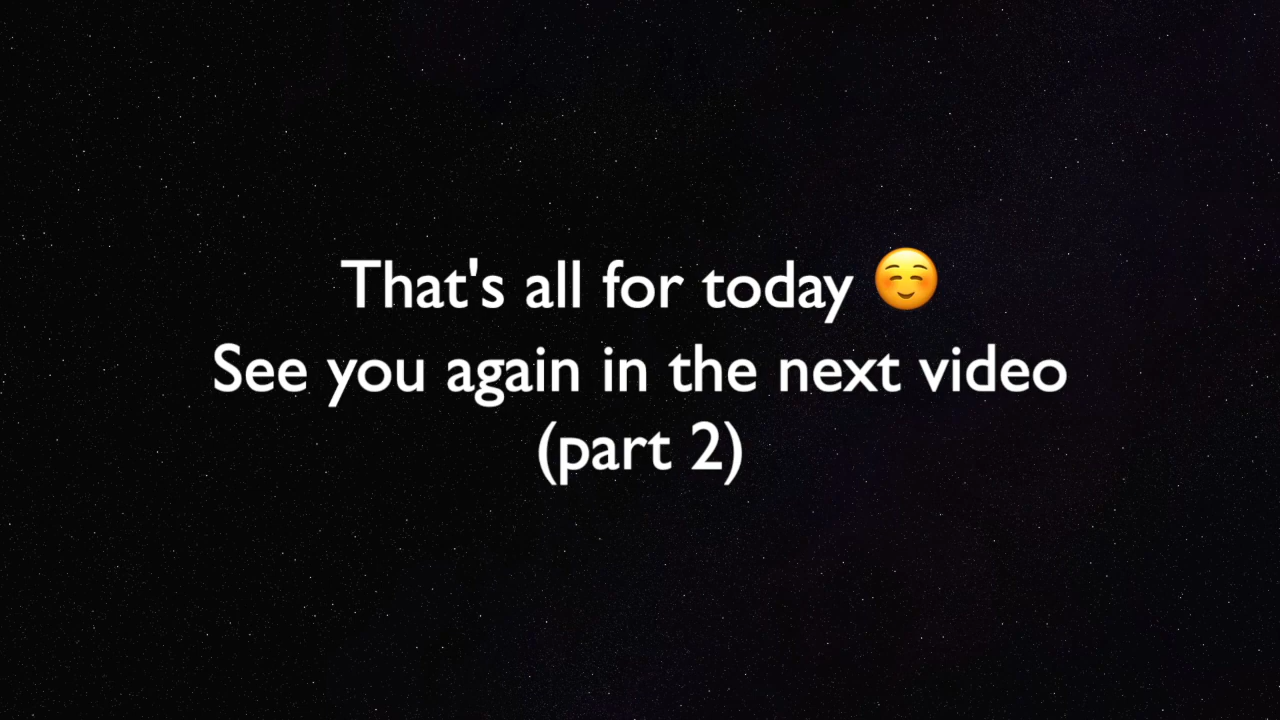 That's all for today ☺️
See you again in the next video
(part 2)